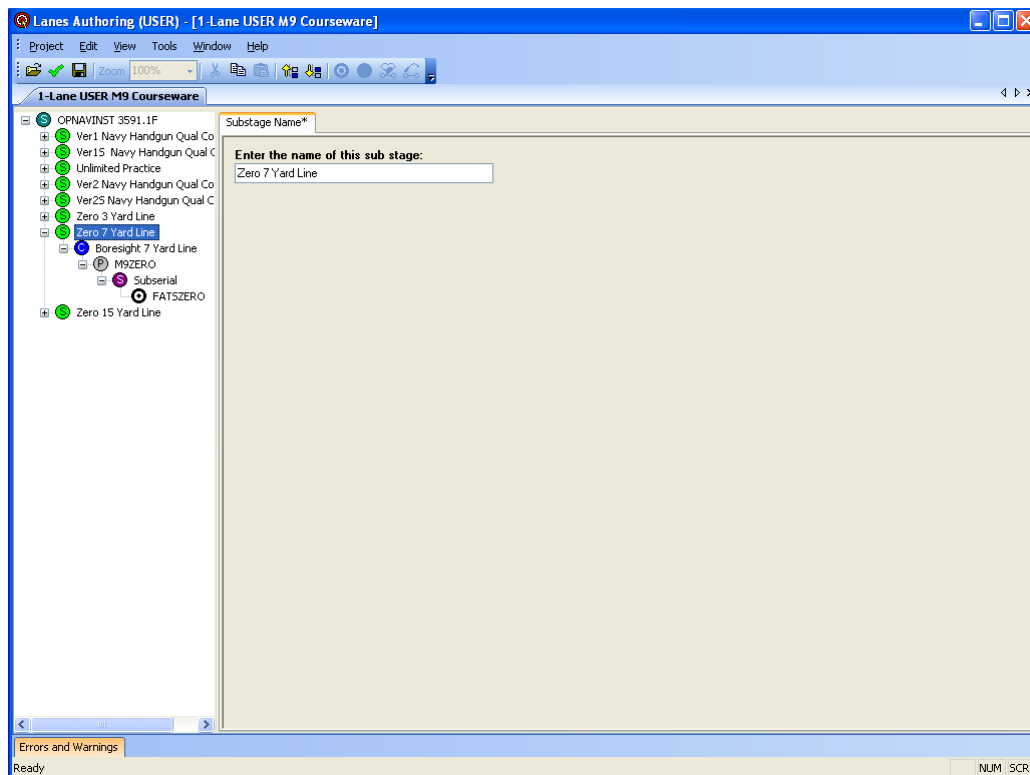 Lanes Authoring (USER) - [1-Lane USER M9 Courseware]
Project Edit View Tools Window Help
Zoom 100%
1-Lane USER M9 Courseware
OPNAVINST 3591.1F
Ver1 Navy Handgun Qual Co
Ver1S Navy Handgun Qual C
Unlimited Practice
Ver2 Navy Handgun Qual Co
Ver2S Navy Handgun Qual C
Zero 3 Yard Line
Zero 7 Yard Line
Boresight 7 Yard Line
M9ZERO
Subserial
FATSZERO
Zero 15 Yard Line
Substage Name*
Enter the name of this sub stage:
Zero 7 Yard Line
Errors and Warnings
Ready NUM SCR